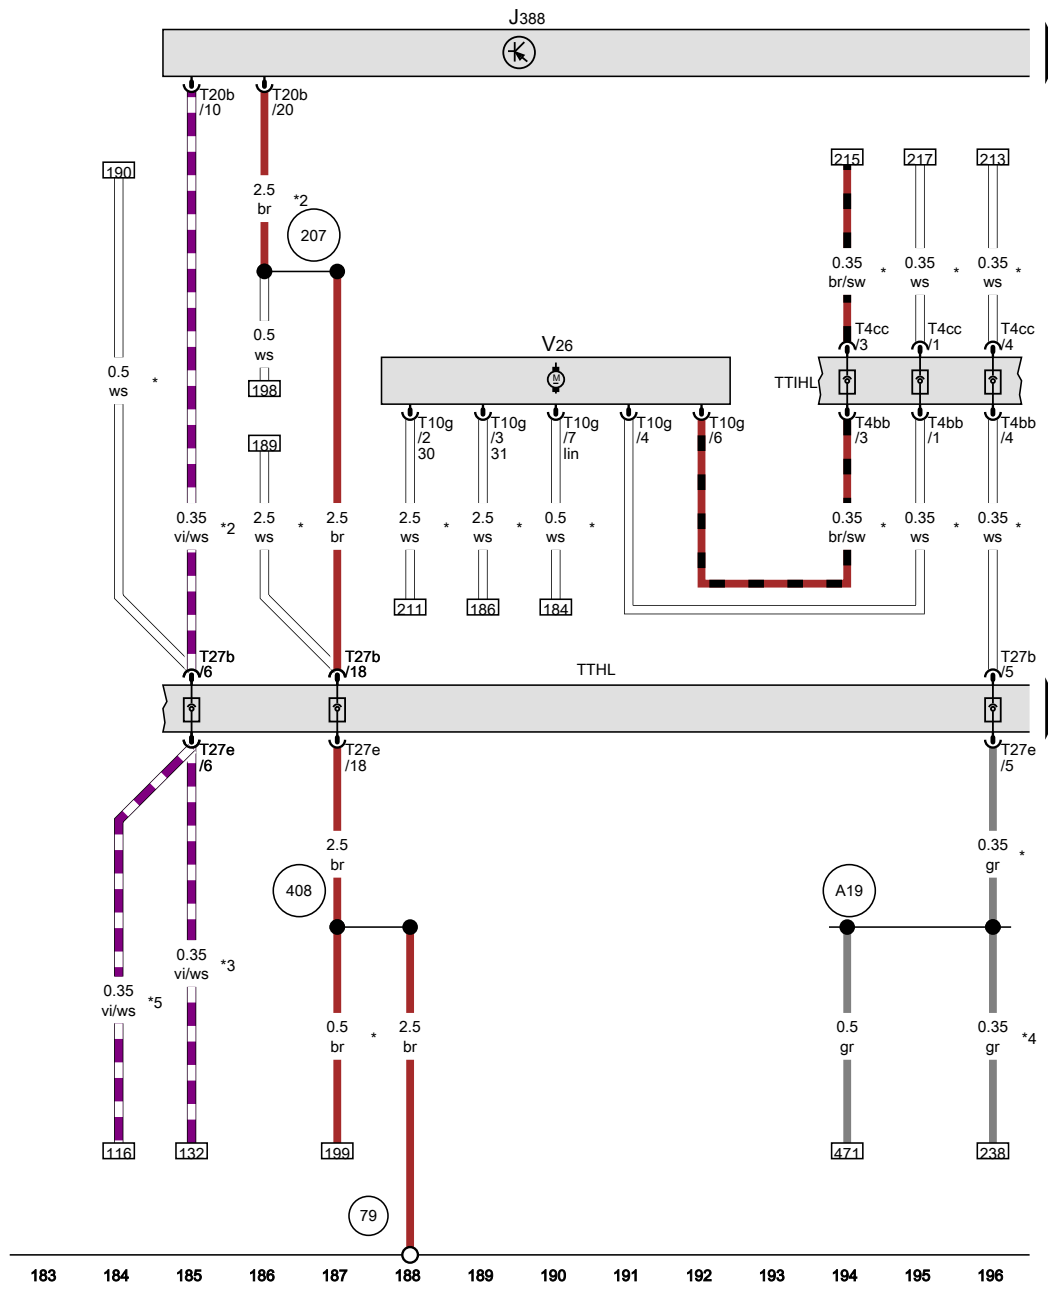 J388
T20b
/10
T20b
/20
190
215
217
213
2.5
br
*2
207
0.35
br/sw
*
0.35
ws
*
0.35
ws
*
T4cc
/3
T4cc
/1
T4cc
/4
0.5
ws
V26
M
TTIHL
0.5
ws
*
198
T10g
/2
30
T10g
/3
31
T10g
/7
lin
T10g
/4
T10g
/6
T4bb
/3
T4bb
/1
T4bb
/4
189
0.35
vi/ws
*2
2.5
ws
*
2.5
br
2.5
ws
*
2.5
ws
*
0.5
ws
*
0.35
br/sw
*
0.35
ws
*
0.35
ws
*
211
186
184
T27b
/6
T27b
/18
TTHL
T27b
/5
T27e
/6
T27e
/18
T27e
/5
2.5
br
0.35
gr
*
408
A19
0.35
vi/ws
*3
0.35
vi/ws
*5
0.5
br
*
2.5
br
0.5
gr
0.35
gr
*4
116
132
199
471
238
79
183 184 185 186 187 188 189 190 191 192 193 194 195 196